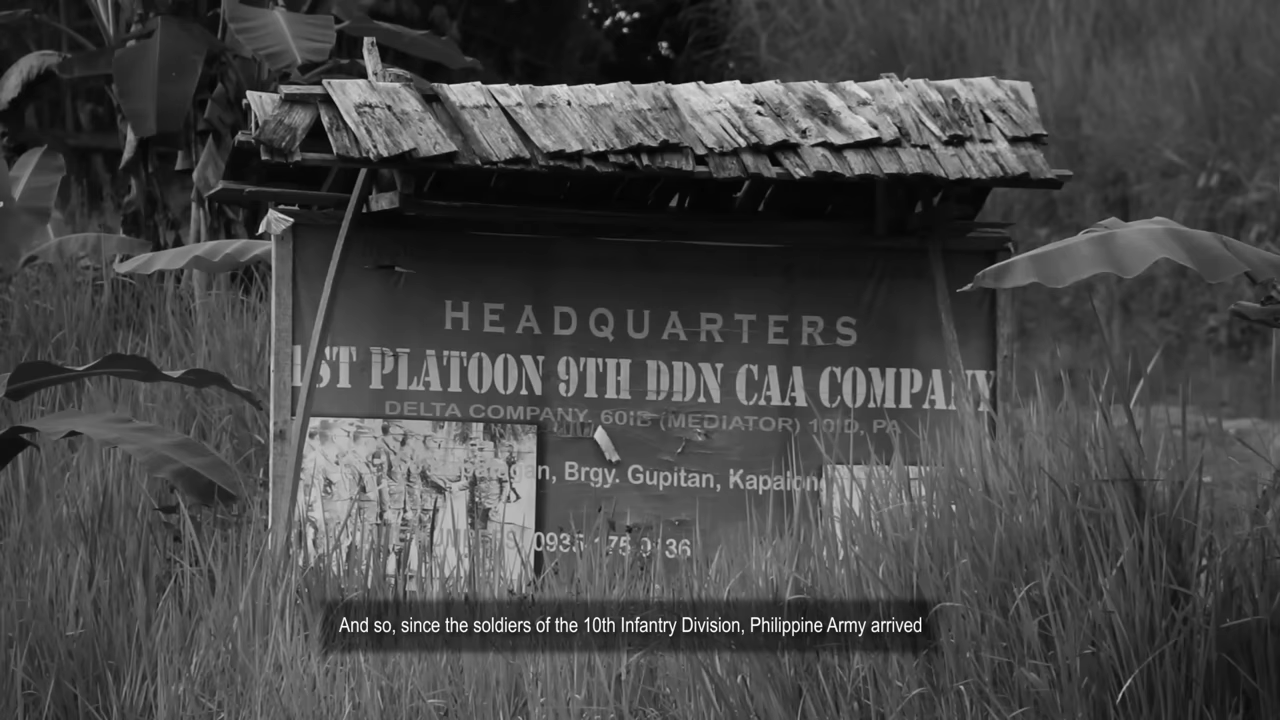 HEADQUARTERS
1ST PLATOON 9TH DDN CAA COMPANY
DELTA COMPANY, 60IB (MEDIATOR) 10ID, PA
Brgy. Gupitan, Kapalong
And so, since the soldiers of the 10th Infantry Division, Philippine Army arrived